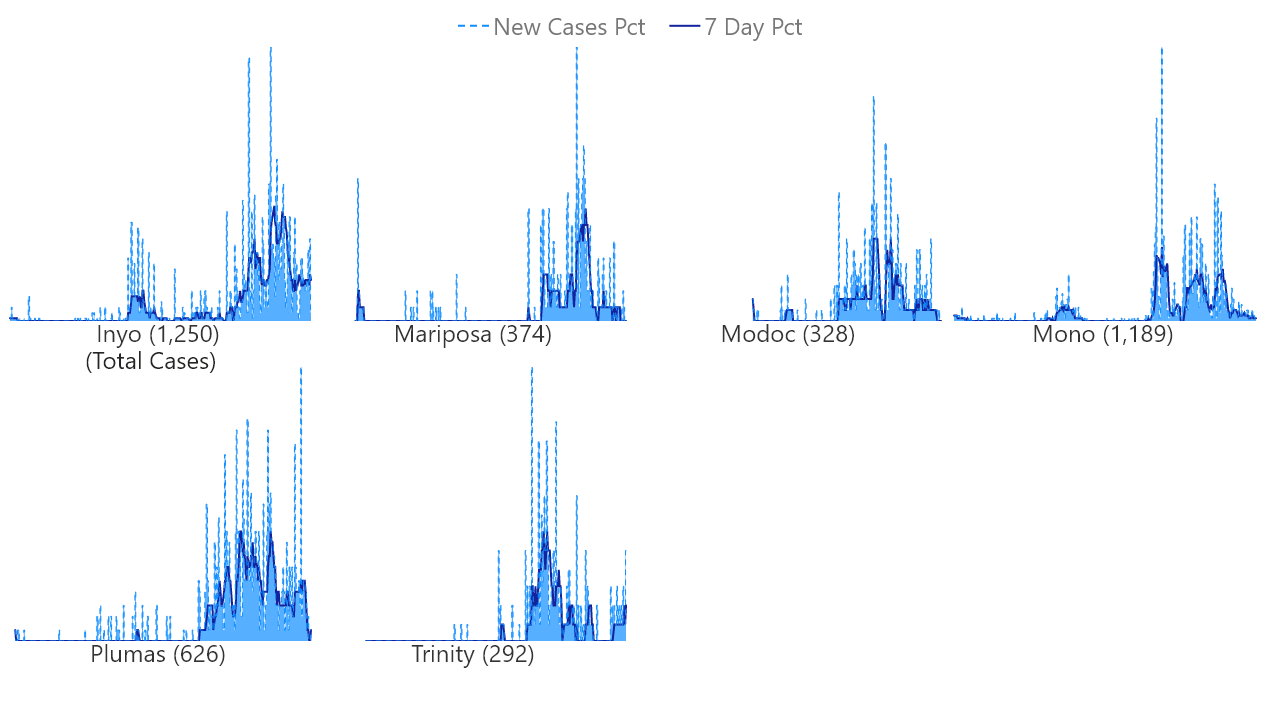 New Cases Pct 7 Day Pct
Inyo (1,250) Mariposa (374) Modoc (328) Mono (1,189)
(Total Cases)
Plumas (626) Trinity (292)